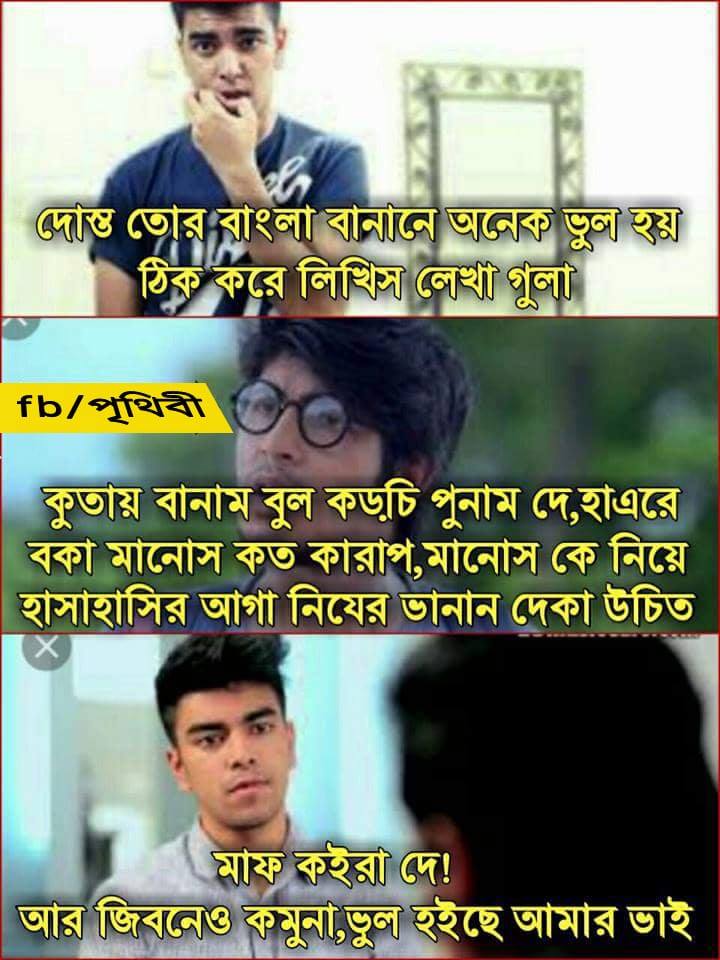 দোস্ত তোর বাংলা বানানে অনেক ভুল হয়
ঠিক করে লিখিস লেখা গুলা
fb/পৃথিবী
কুতায় বানাম বুল কড়চি পুনাম দে,হাএরে
বকা মানোস কত কারাপ,মানোস কে নিয়ে
হাসাহাসির আগা নিযের ভানান দেকা উচিত
মাফ কইরা দে!
আর জিবনেও কমুনা,ভুল হইছে আমার ভাই